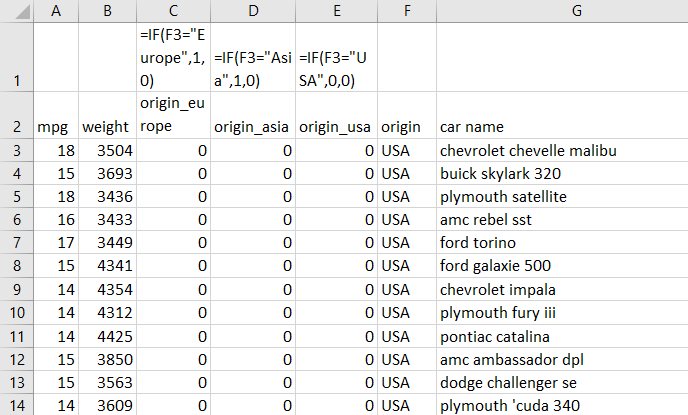 A B C D E F G
1 =IF(F3="E
urope",1,
0) =IF(F3="Asi
a",1,0) =IF(F3="U
SA",0,0)
2 mpg weight origin_eu
rope origin_asia origin_usa origin car name
3 18 3504 0 0 0 USA chevrolet chevelle malibu
4 15 3693 0 0 0 USA buick skylark 320
5 18 3436 0 0 0 USA plymouth satellite
6 16 3433 0 0 0 USA amc rebel sst
7 17 3449 0 0 0 USA ford torino
8 15 4341 0 0 0 USA ford galaxie 500
9 14 4354 0 0 0 USA chevrolet impala
10 14 4312 0 0 0 USA plymouth fury iii
11 14 4425 0 0 0 USA pontiac catalina
12 15 3850 0 0 0 USA amc ambassador dpl
13 15 3563 0 0 0 USA dodge challenger se
14 14 3609 0 0 0 USA plymouth 'cuda 340